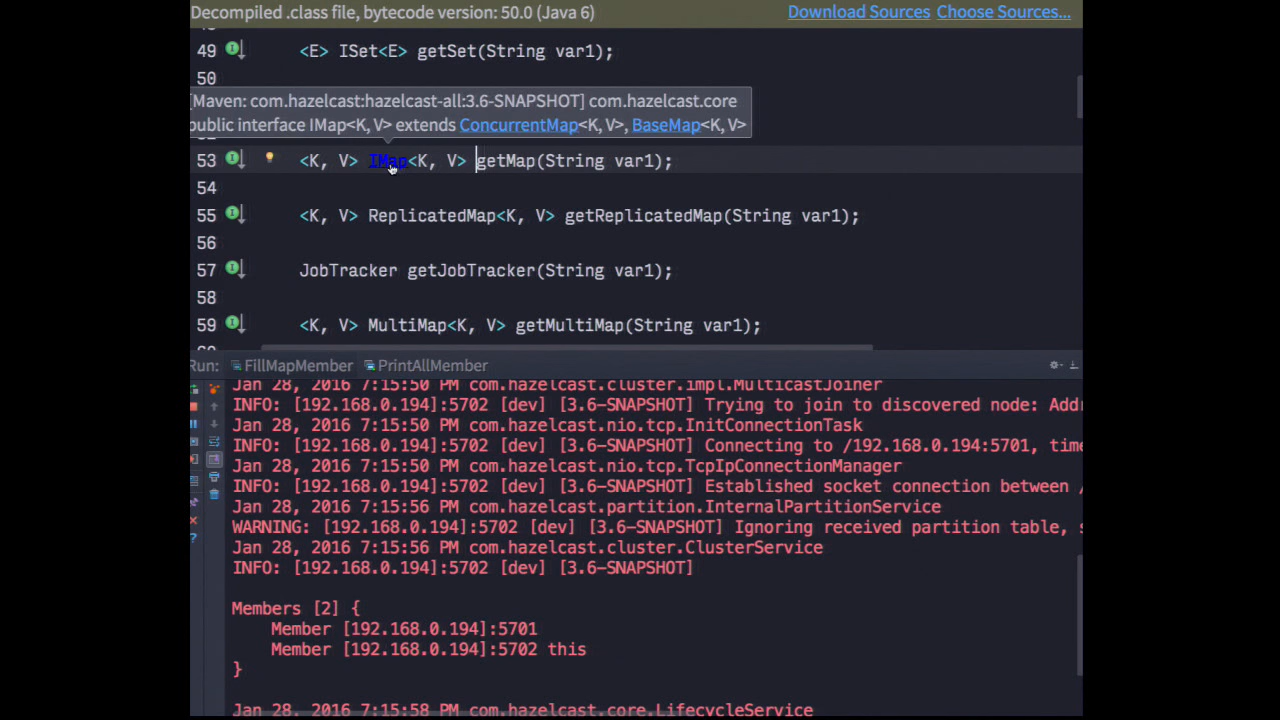 Decompiled .class file, bytecode version: 50.0 (Java 6) Download Sources Choose Sources...
49 <E> ISet<E> getSet(String var1);
50
[Maven: com.hazelcast:hazelcast-all:3.6-SNAPSHOT] com.hazelcast.core
public interface IMap<K, V> extends ConcurrentMap<K, V>, BaseMap<K, V>
53 <K, V> IMap<K, V> getMap(String var1);
54
55 <K, V> ReplicatedMap<K, V> getReplicatedMap(String var1);
56
57 JobTracker getJobTracker(String var1);
58
59 <K, V> MultiMap<K, V> getMultiMap(String var1);
Run: FillMapMember PrintAllMember
Jan 28, 2016 7:15:50 PM com.hazelcast.cluster.impl.MulticastJoiner
INFO: [192.168.0.194]:5702 [dev] [3.6-SNAPSHOT] Trying to join to discovered node: Addr
Jan 28, 2016 7:15:50 PM com.hazelcast.nio.tcp.InitConnectionTask
INFO: [192.168.0.194]:5702 [dev] [3.6-SNAPSHOT] Connecting to /192.168.0.194:5701, time
Jan 28, 2016 7:15:50 PM com.hazelcast.nio.tcp.TcpIpConnectionManager
INFO: [192.168.0.194]:5702 [dev] [3.6-SNAPSHOT] Established socket connection between /
Jan 28, 2016 7:15:56 PM com.hazelcast.partition.InternalPartitionService
WARNING: [192.168.0.194]:5702 [dev] [3.6-SNAPSHOT] Ignoring received partition table, s
Jan 28, 2016 7:15:56 PM com.hazelcast.cluster.ClusterService
INFO: [192.168.0.194]:5702 [dev] [3.6-SNAPSHOT]
Members [2] {
Member [192.168.0.194]:5701
Member [192.168.0.194]:5702 this
}
Jan 28, 2016 7:15:58 PM com.hazelcast.core.LifecycleService